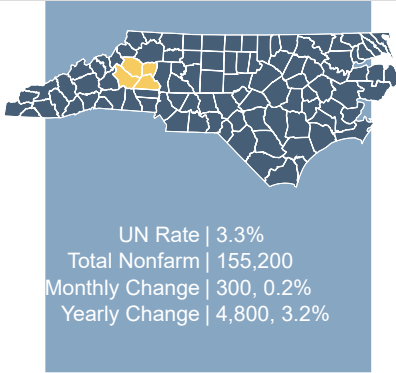 UN Rate | 3.3%
Total Nonfarm | 155,200
Monthly Change | 300, 0.2%
Yearly Change | 4,800, 3.2%